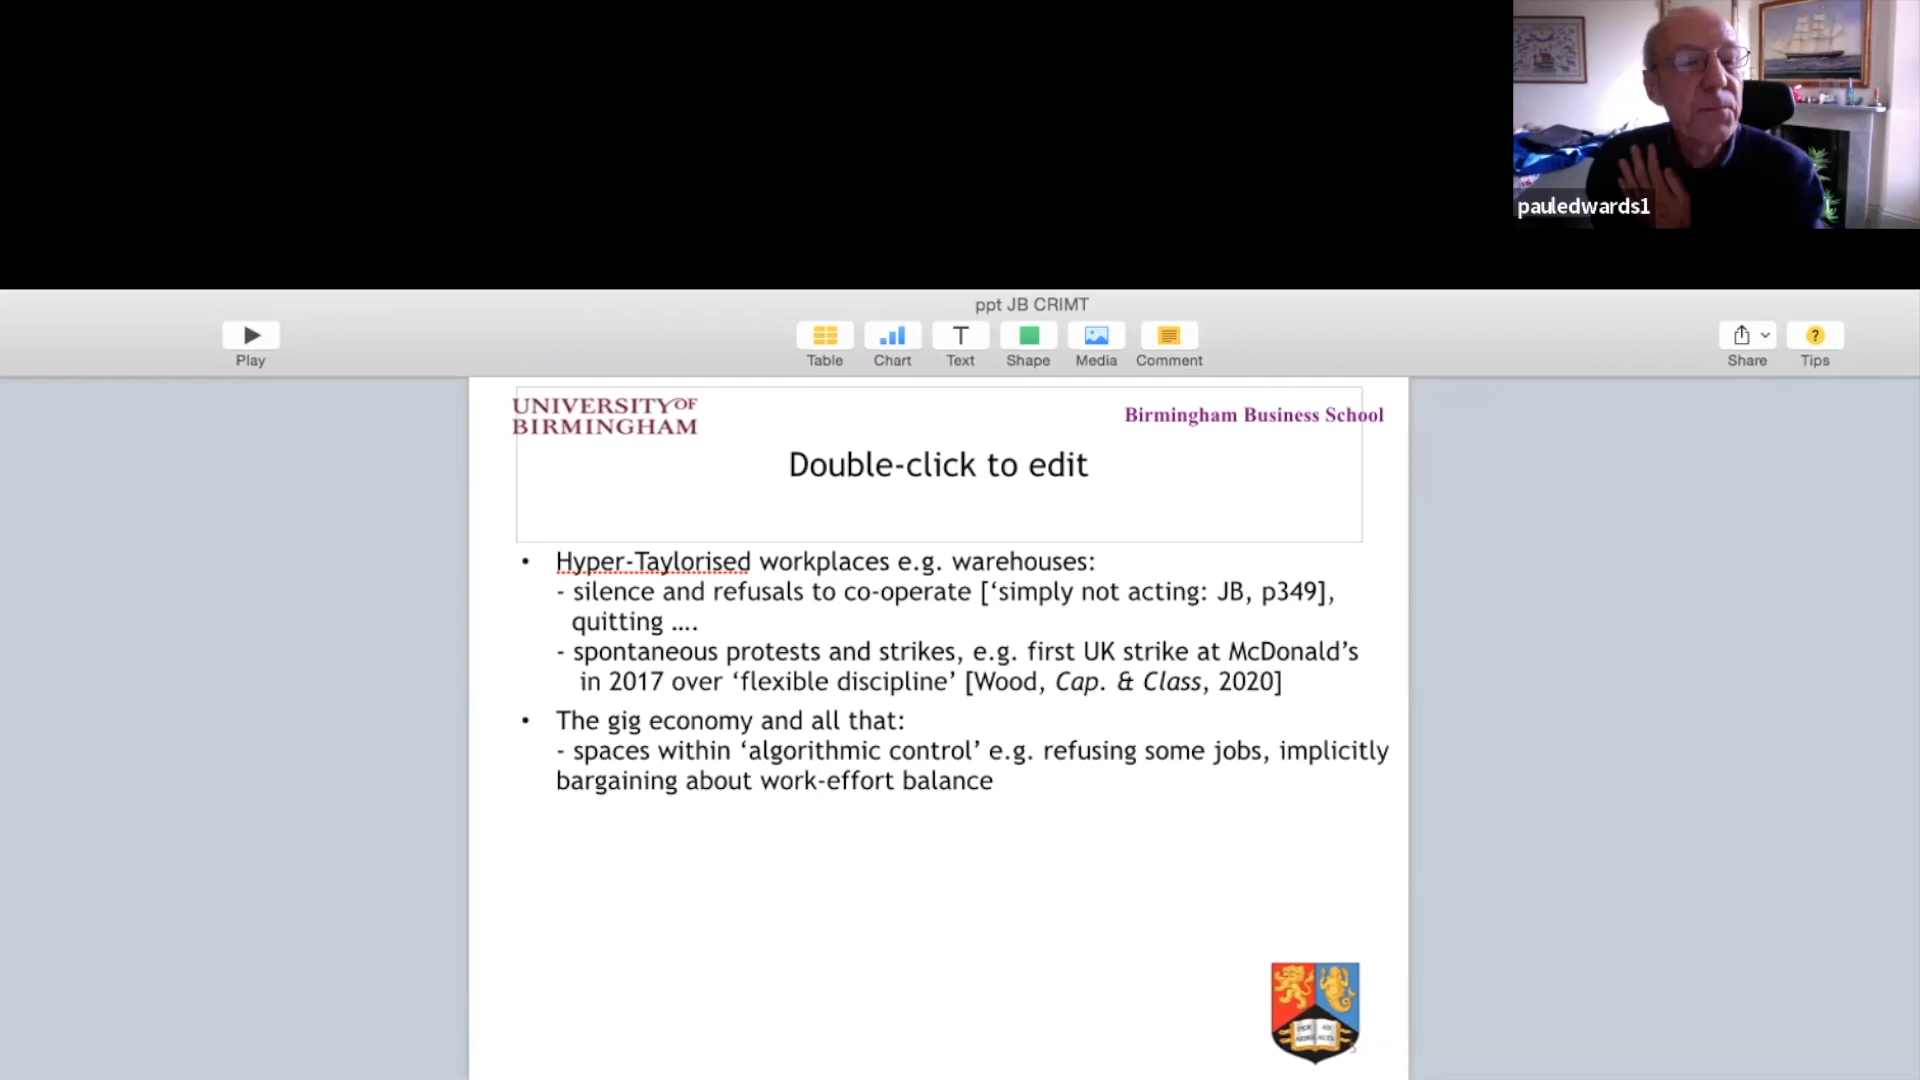 pauledwards1
ppt JB CRIMT
Play
Table
Chart
T
Text
Shape
Media
Comment
Share
?
Tips
UNIVERSITY OF
BIRMINGHAM
Birmingham Business School
Double-click to edit
• Hyper-Taylorised workplaces e.g. warehouses:
- silence and refusals to co-operate [‘simply not acting: JB, p349],
quitting ….
- spontaneous protests and strikes, e.g. first UK strike at McDonald’s
in 2017 over ‘flexible discipline’ [Wood, Cap. & Class, 2020]
• The gig economy and all that:
- spaces within ‘algorithmic control’ e.g. refusing some jobs, implicitly
bargaining about work-effort balance